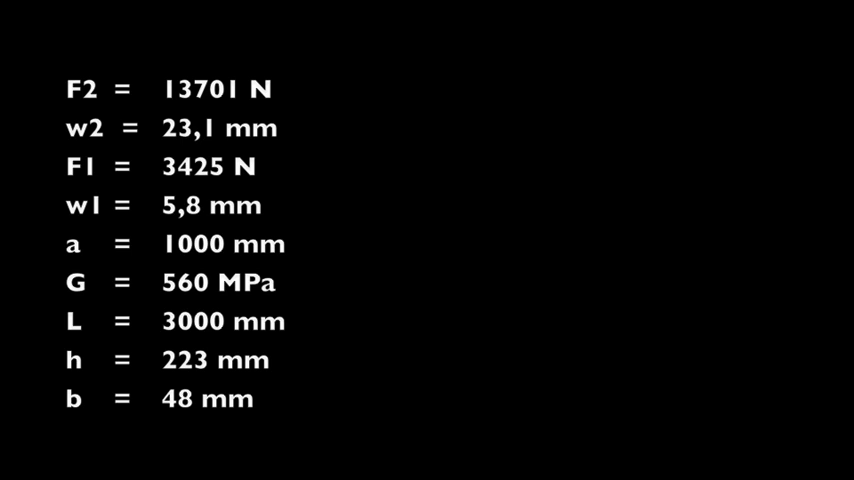 F2 = 13701 N
w2 = 23,1 mm
F1 = 3425 N
w1 = 5,8 mm
a = 1000 mm
G = 560 MPa
L = 3000 mm
h = 223 mm
b = 48 mm